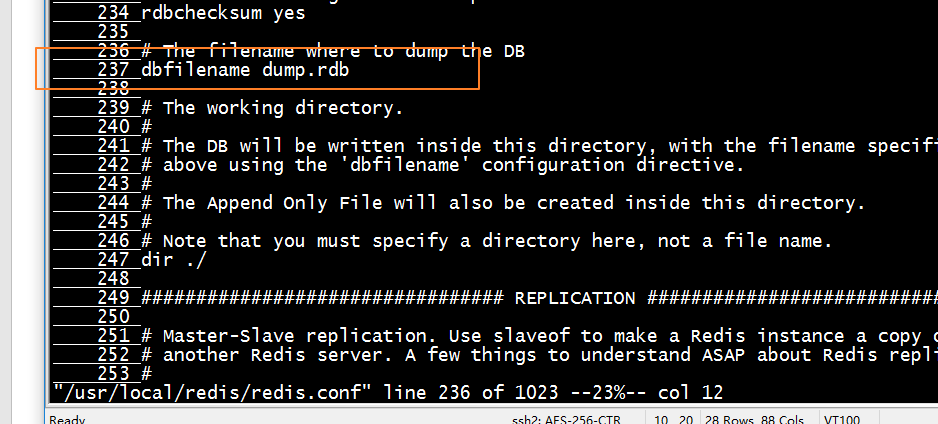 234 rdbchecksum yes
235
236 # The filename where to dump the DB
237 dbfilename dump.rdb
238
239 # The working directory.
240 #
241 # The DB will be written inside this directory, with the filename specifi
242 # above using the 'dbfilename' configuration directive.
243 #
244 # The Append Only File will also be created inside this directory.
245 #
246 # Note that you must specify a directory here, not a file name.
247 dir ./
248
249 ################################# REPLICATION ###########################
250
251 # Master-Slave replication. Use slaveof to make a Redis instance a copy o
252 # another Redis server. A few things to understand ASAP about Redis repli
253 #
"/usr/local/redis/redis.conf" line 236 of 1023 --23%-- col 12
Ready ssh2: AES-256-CTR 10, 20 28 Rows, 88 Cols VT100